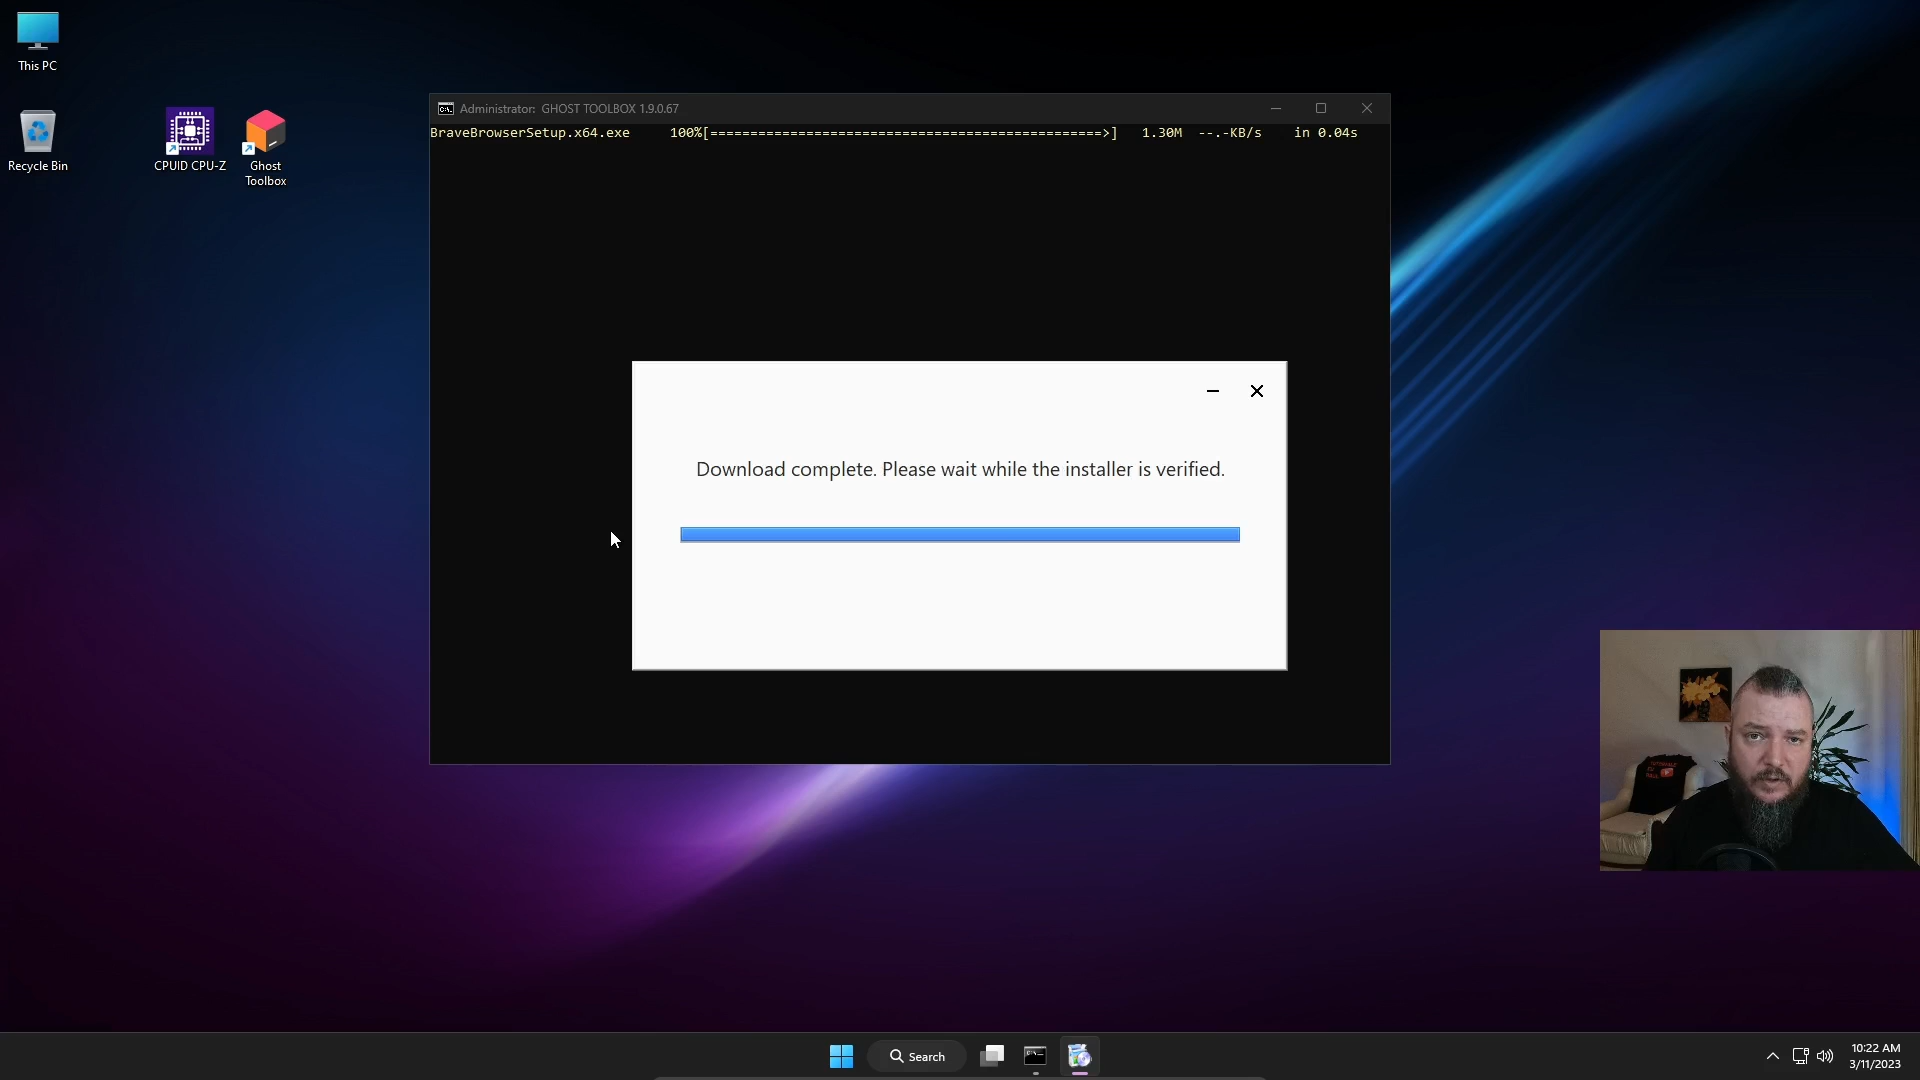 This PC
Recycle Bin
CPUID CPU-Z
Ghost
Toolbox
Administrator: GHOST TOOLBOX 1.9.0.67
BraveBrowserSetup.x64.exe 100%[=================================================>] 1.30M --.-KB/s in 0.04s
Download complete. Please wait while the installer is verified.
Search
10:22 AM
3/11/2023